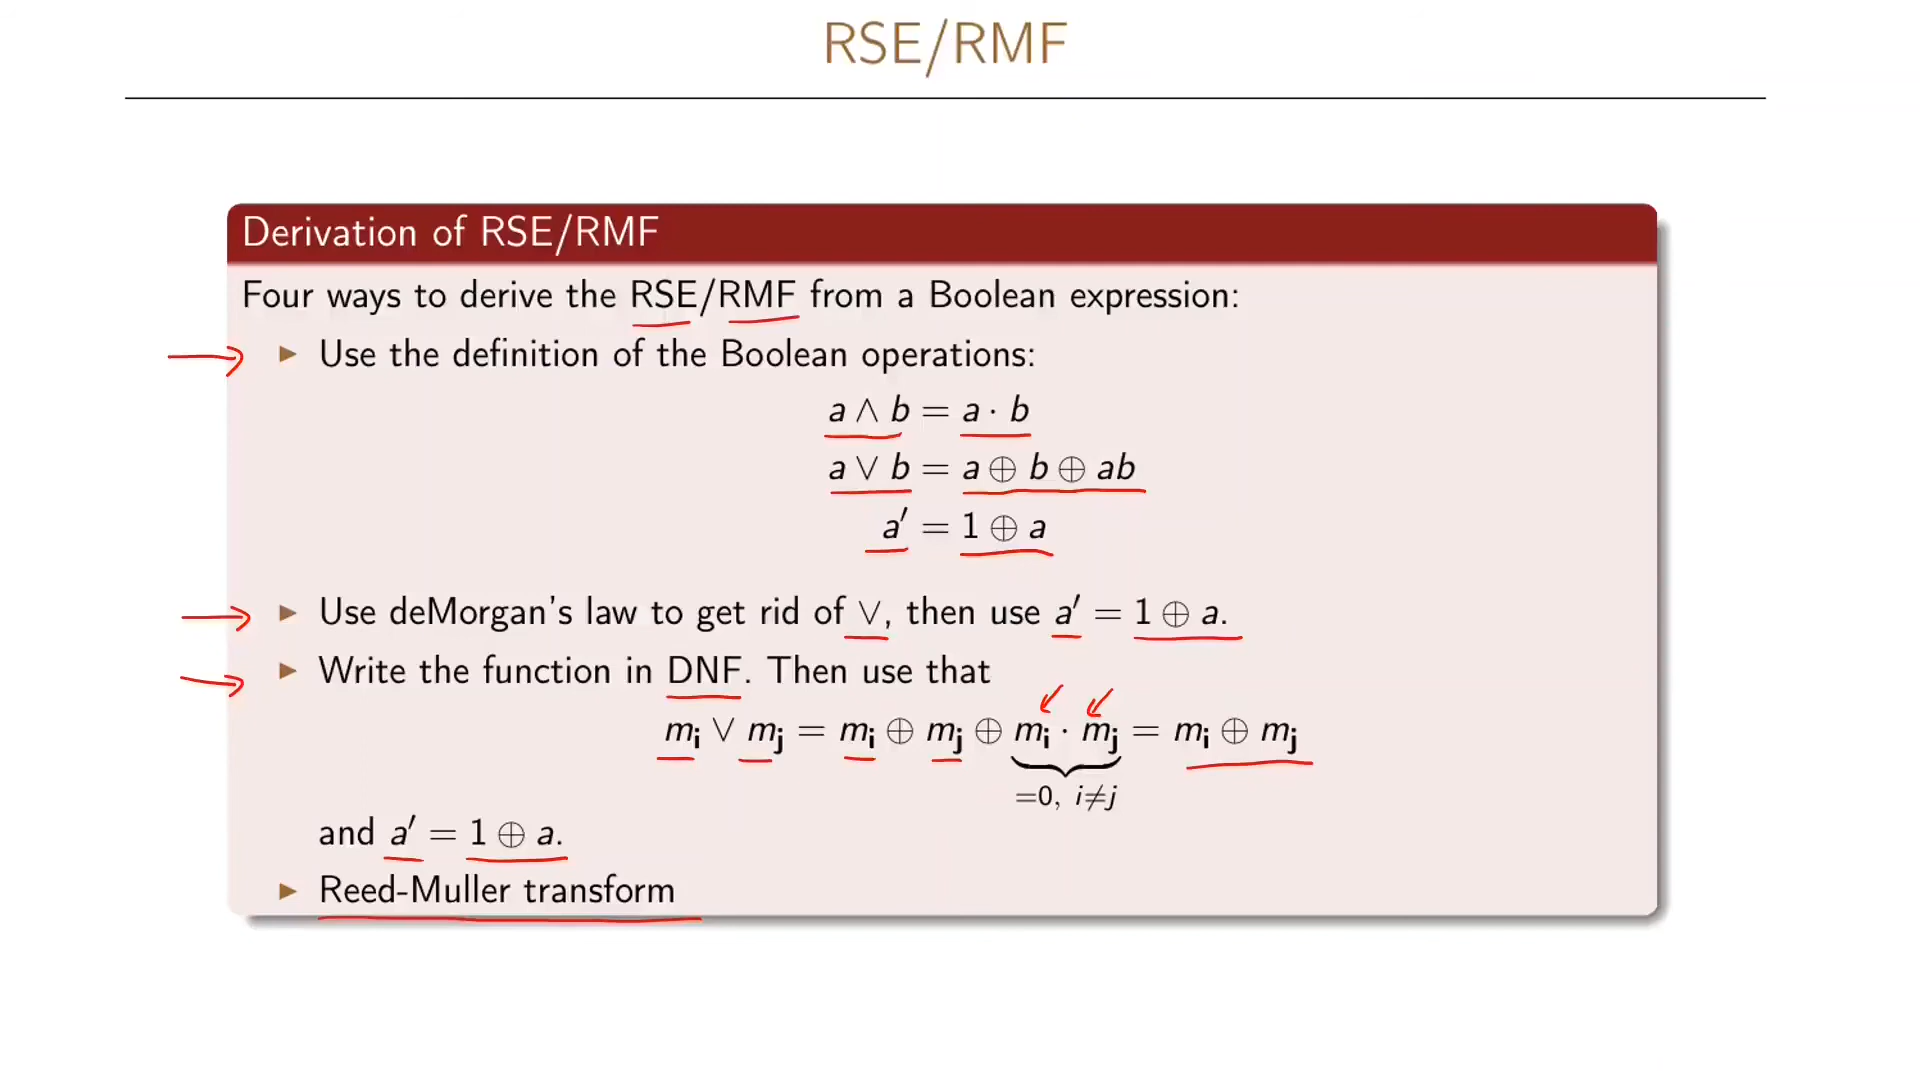 RSE/RMF
Derivation of RSE/RMF
Four ways to derive the RSE/RMF from a Boolean expression:
▶ Use the definition of the Boolean operations:
a ∧ b = a · b
a ∨ b = a ⊕ b ⊕ ab
a′ = 1 ⊕ a
▶ Use deMorgan's law to get rid of ∨, then use a′ = 1 ⊕ a.
▶ Write the function in DNF. Then use that
mᵢ ∨ mⱼ = mᵢ ⊕ mⱼ ⊕ mᵢ · mⱼ = mᵢ ⊕ mⱼ
=0, i≠j
and a′ = 1 ⊕ a.
▶ Reed-Muller transform